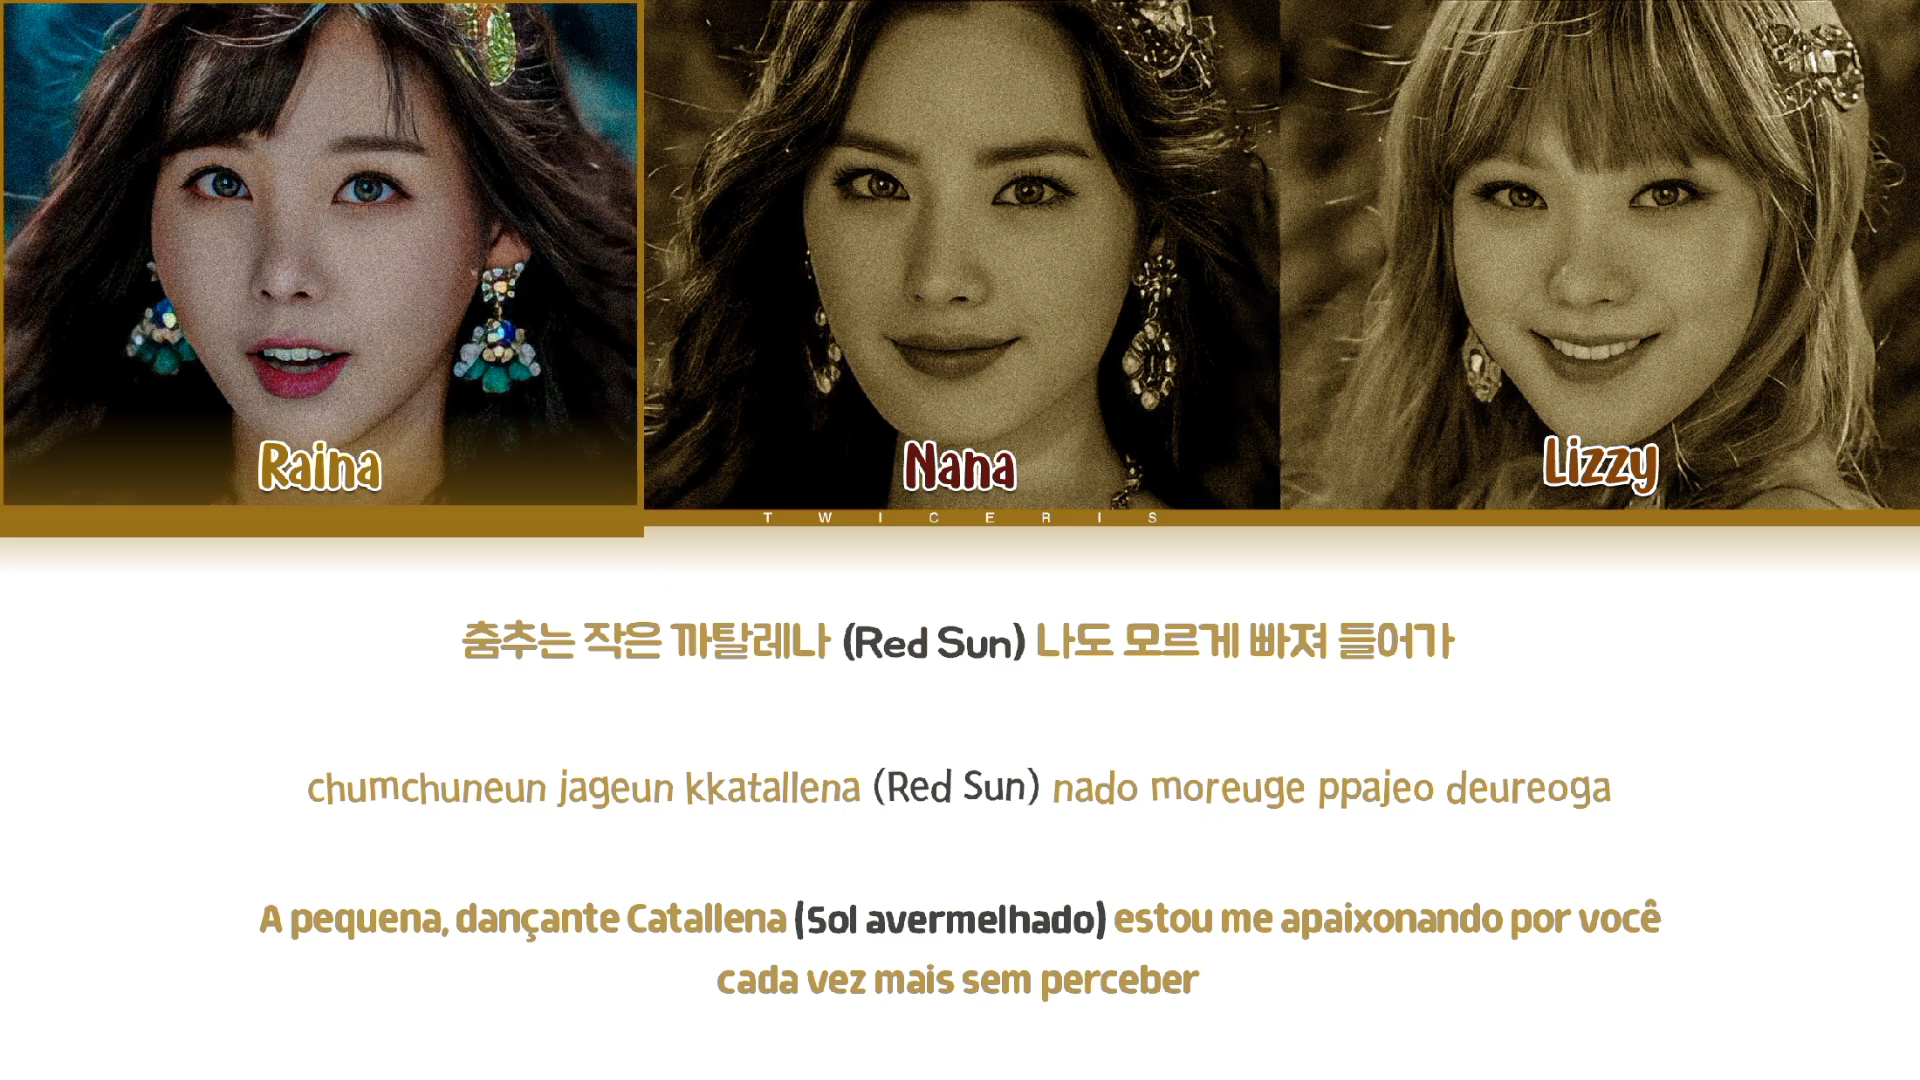 Raina
Nana
Lizzy
TWICERIS
춤추는 작은 까탈레나 (Red Sun) 나도 모르게 빠져 들어가
chumchuneun jageun kkatallena (Red Sun) nado moreuge ppajeo deureoga
A pequena, dançante Catallena (Sol avermelhado) estou me apaixonando por você
cada vez mais sem perceber